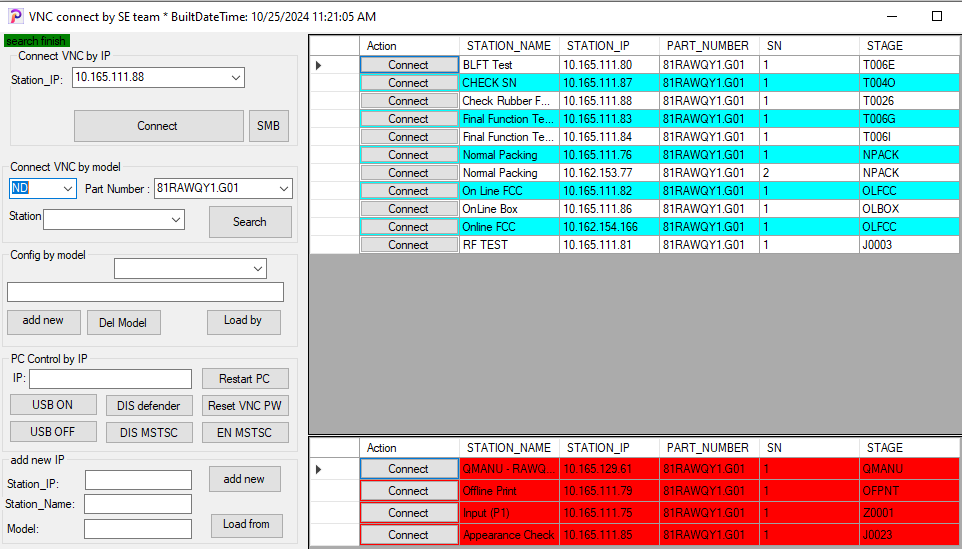 VNC connect by SE team * BuiltDateTime: 10/25/2024 11:21:05 AM
search finish
Connect VNC by IP
Station_IP: 10.165.111.88
Connect SMB
Connect VNC by model
ND Part Number : 81RAWQY1.G01
Station Search
Config by model
add new Del Model Load by
PC Control by IP
IP: Restart PC
USB ON DIS defender Reset VNC PW
USB OFF DIS MSTSC EN MSTSC
add new IP
Station_IP: add new
Station_Name:
Model: Load from
Action STATION_NAME STATION_IP PART_NUMBER SN STAGE
Connect BLFT Test 10.165.111.80 81RAWQY1.G01 1 T006E
Connect CHECK SN 10.165.111.87 81RAWQY1.G01 1 T004O
Connect Check Rubber F... 10.165.111.88 81RAWQY1.G01 1 T0026
Connect Final Function Te... 10.165.111.83 81RAWQY1.G01 1 T006G
Connect Final Function Te... 10.165.111.84 81RAWQY1.G01 1 T006I
Connect Normal Packing 10.165.111.76 81RAWQY1.G01 1 NPACK
Connect Normal Packing 10.162.153.77 81RAWQY1.G01 2 NPACK
Connect On Line FCC 10.165.111.82 81RAWQY1.G01 1 OLFCC
Connect OnLine Box 10.165.111.86 81RAWQY1.G01 1 OLBOX
Connect Online FCC 10.162.154.166 81RAWQY1.G01 1 OLFCC
Connect RF TEST 10.165.111.81 81RAWQY1.G01 1 J0003
Action STATION_NAME STATION_IP PART_NUMBER SN STAGE
Connect QMANU - RAWQ... 10.165.129.61 81RAWQY1.G01 1 QMANU
Connect Offline Print 10.165.111.79 81RAWQY1.G01 1 OFPNT
Connect Input (P1) 10.165.111.75 81RAWQY1.G01 1 Z0001
Connect Appearance Check 10.165.111.85 81RAWQY1.G01 1 J0023